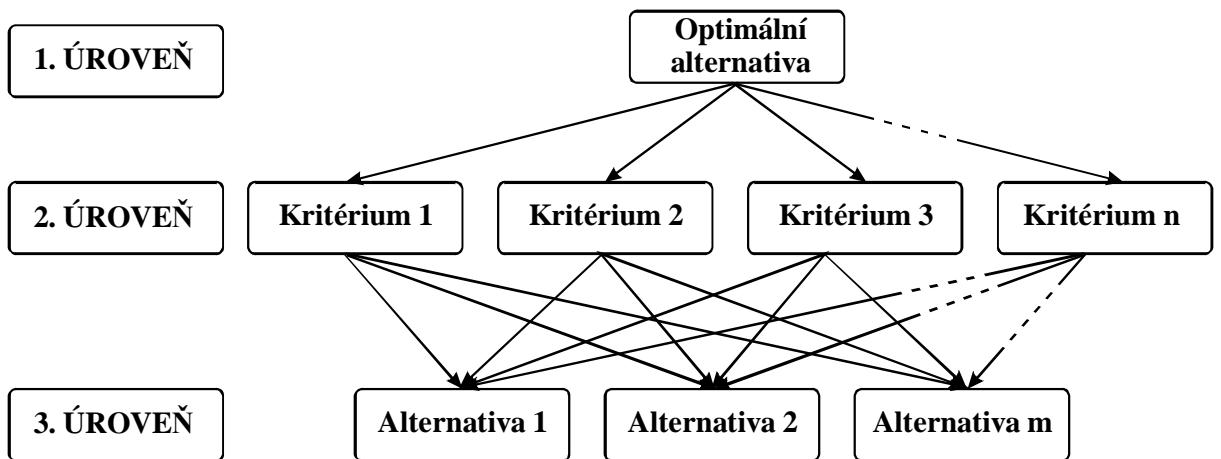 1. ÚROVEŇ
Optimální
alternativa
2. ÚROVEŇ
Kritérium 1
Kritérium 2
Kritérium 3
Kritérium n
3. ÚROVEŇ
Alternativa 1
Alternativa 2
Alternativa m